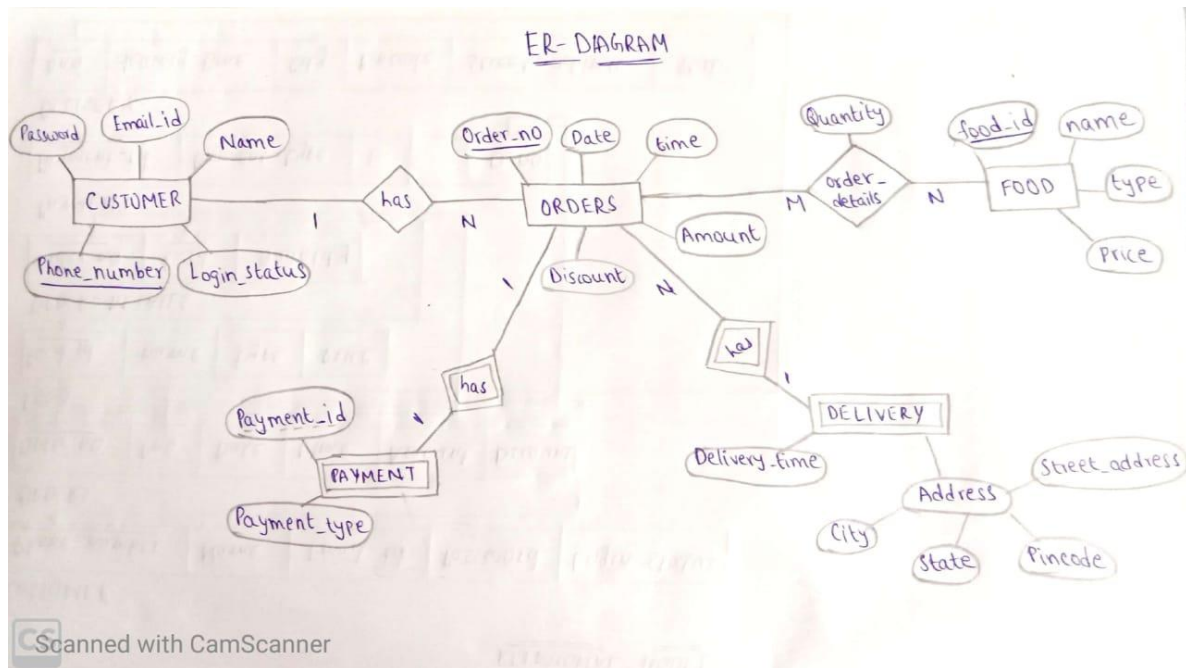 ER-DIAGRAM
Password
Email_id
Name
CUSTOMER
Phone_number
Login_status
1
has
N
Order_no
Date
time
ORDERS
Amount
Discount
M
Quantity
order_
details
N
food_id
name
FOOD
type
Price
1
has
1
Payment_id
PAYMENT
Payment_type
N
has
1
DELIVERY
Delivery_time
Address
Street_address
City
State
Pincode
CS
Scanned with CamScanner